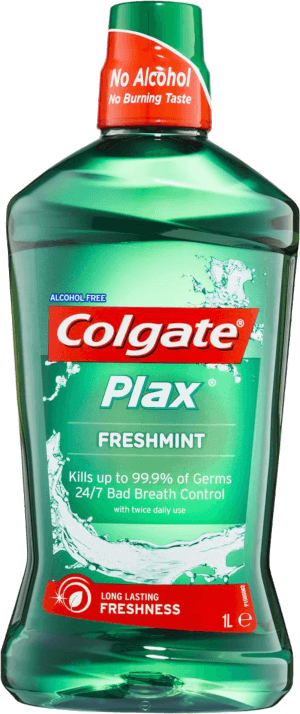 No Alcohol
No Burning Taste
ALCOHOL FREE
Colgate®
Plax®
FRESHMINT
Kills up to 99.9% of Germs
24/7 Bad Breath Control
with twice daily use
LONG LASTING
FRESHNESS
1L e